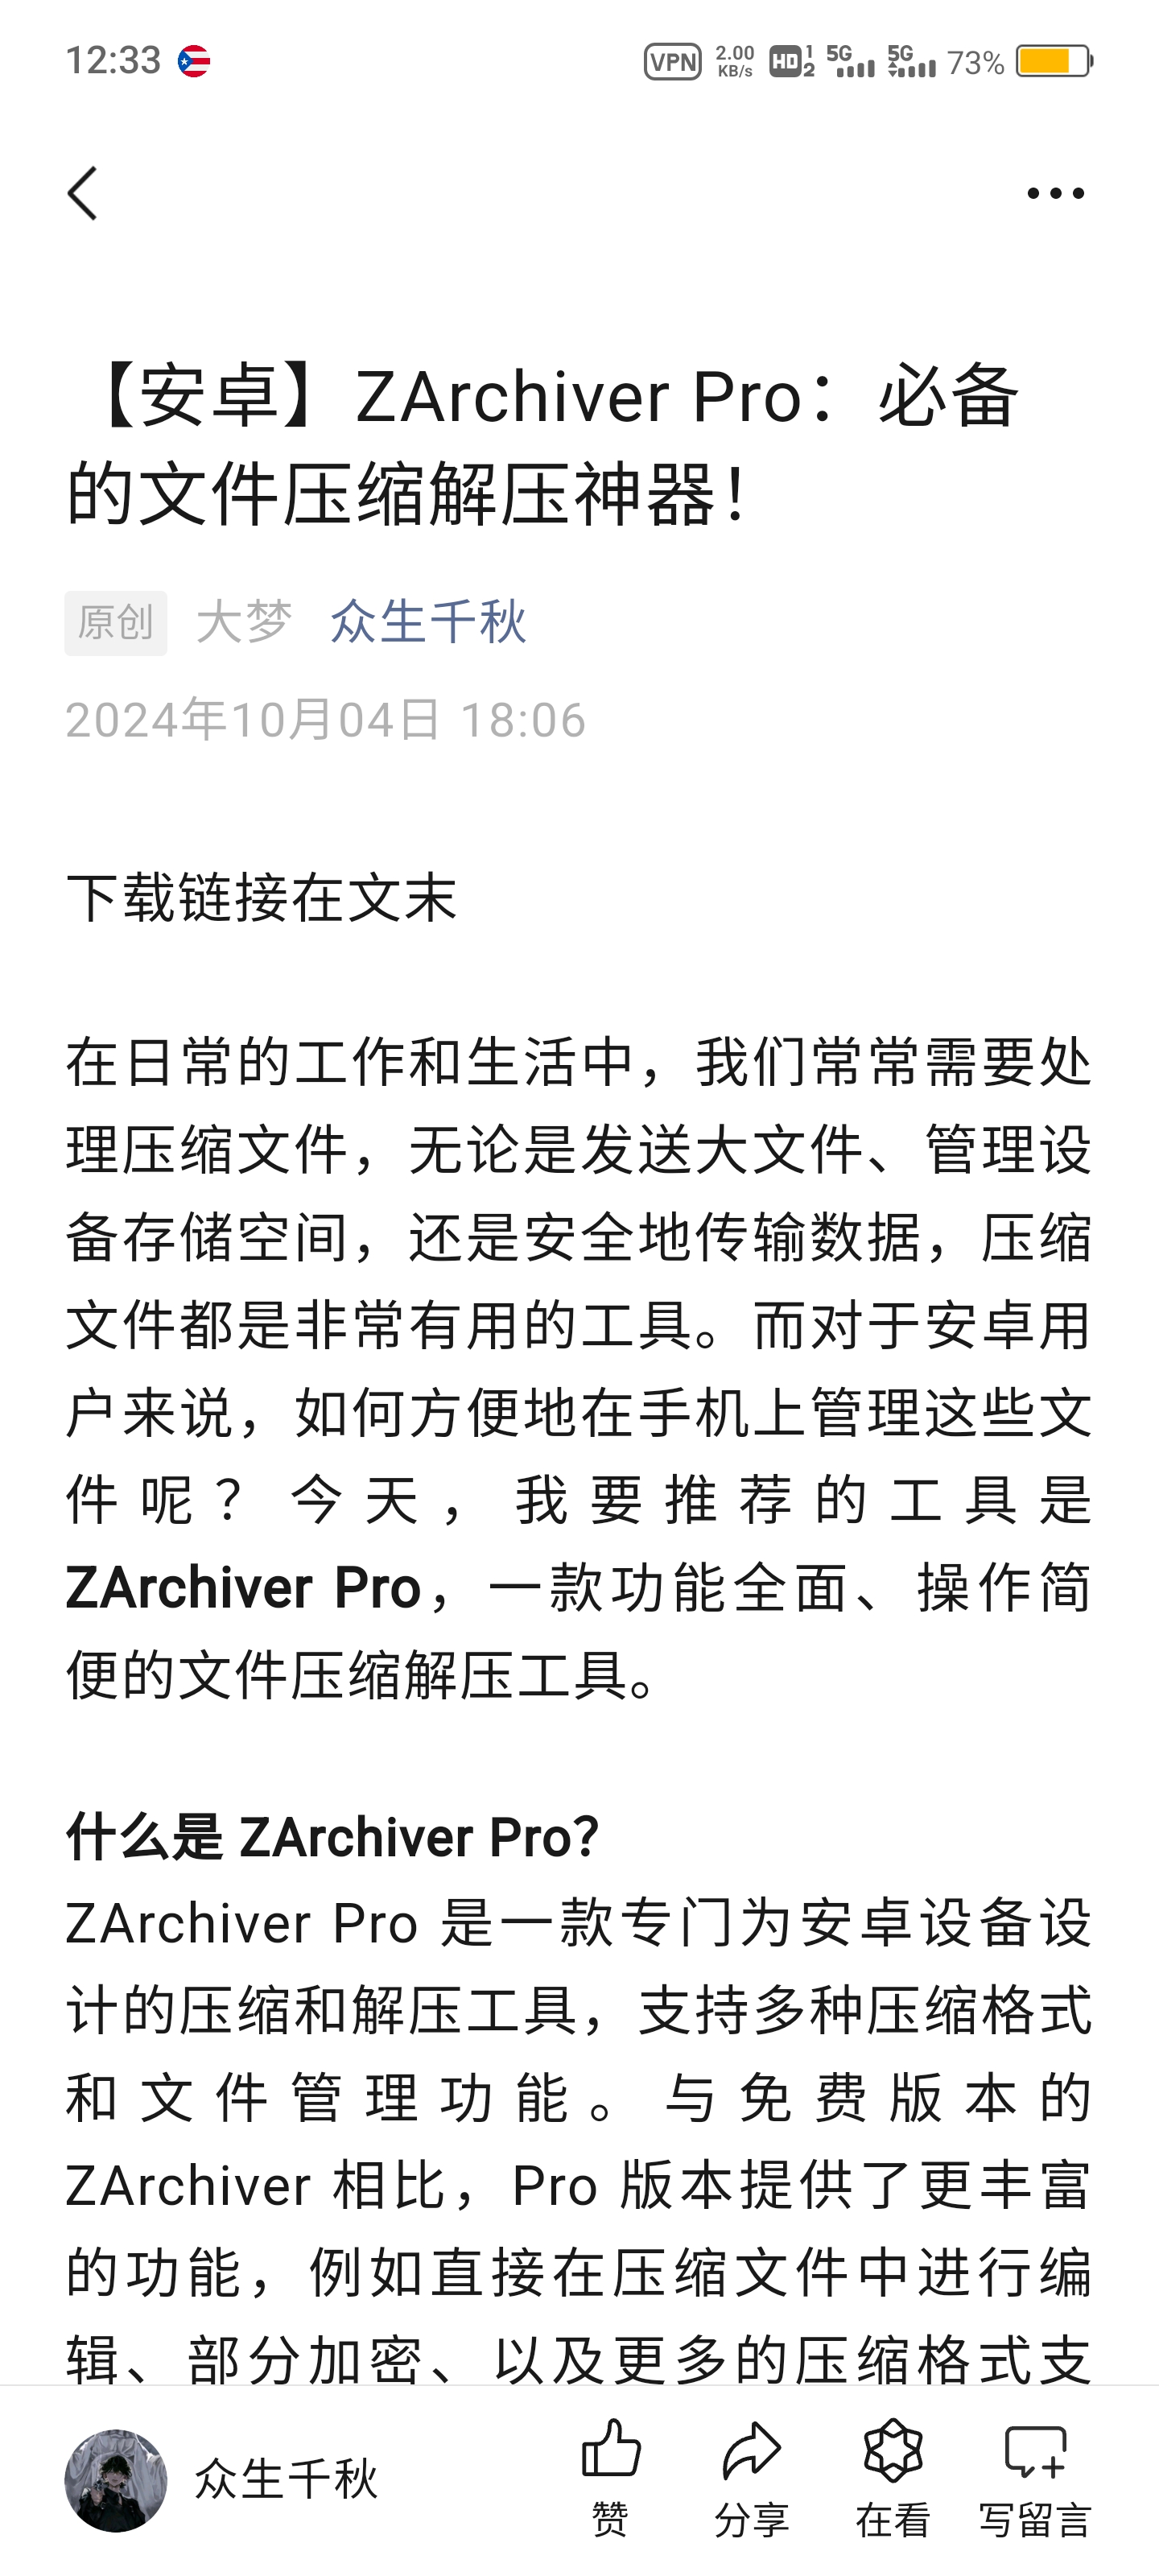 12:33 VPN 2.00 KB/s HD 1 2 5G 5G 73%
【安卓】ZArchiver Pro：必备
的文件压缩解压神器！
原创 大梦 众生千秋
2024年10月04日 18:06
下载链接在文末
在日常的工作和生活中，我们常常需要处
理压缩文件，无论是发送大文件、管理设
备存储空间，还是安全地传输数据，压缩
文件都是非常有用的工具。而对于安卓用
户来说，如何方便地在手机上管理这些文
件呢？今天，我要推荐的工具是
ZArchiver Pro，一款功能全面、操作简
便的文件压缩解压工具。
什么是 ZArchiver Pro？
ZArchiver Pro 是一款专门为安卓设备设
计的压缩和解压工具，支持多种压缩格式
和文件管理功能。与免费版本的
ZArchiver 相比，Pro 版本提供了更丰富
的功能，例如直接在压缩文件中进行编
辑、部分加密、以及更多的压缩格式支
众生千秋
赞 分享 在看 写留言